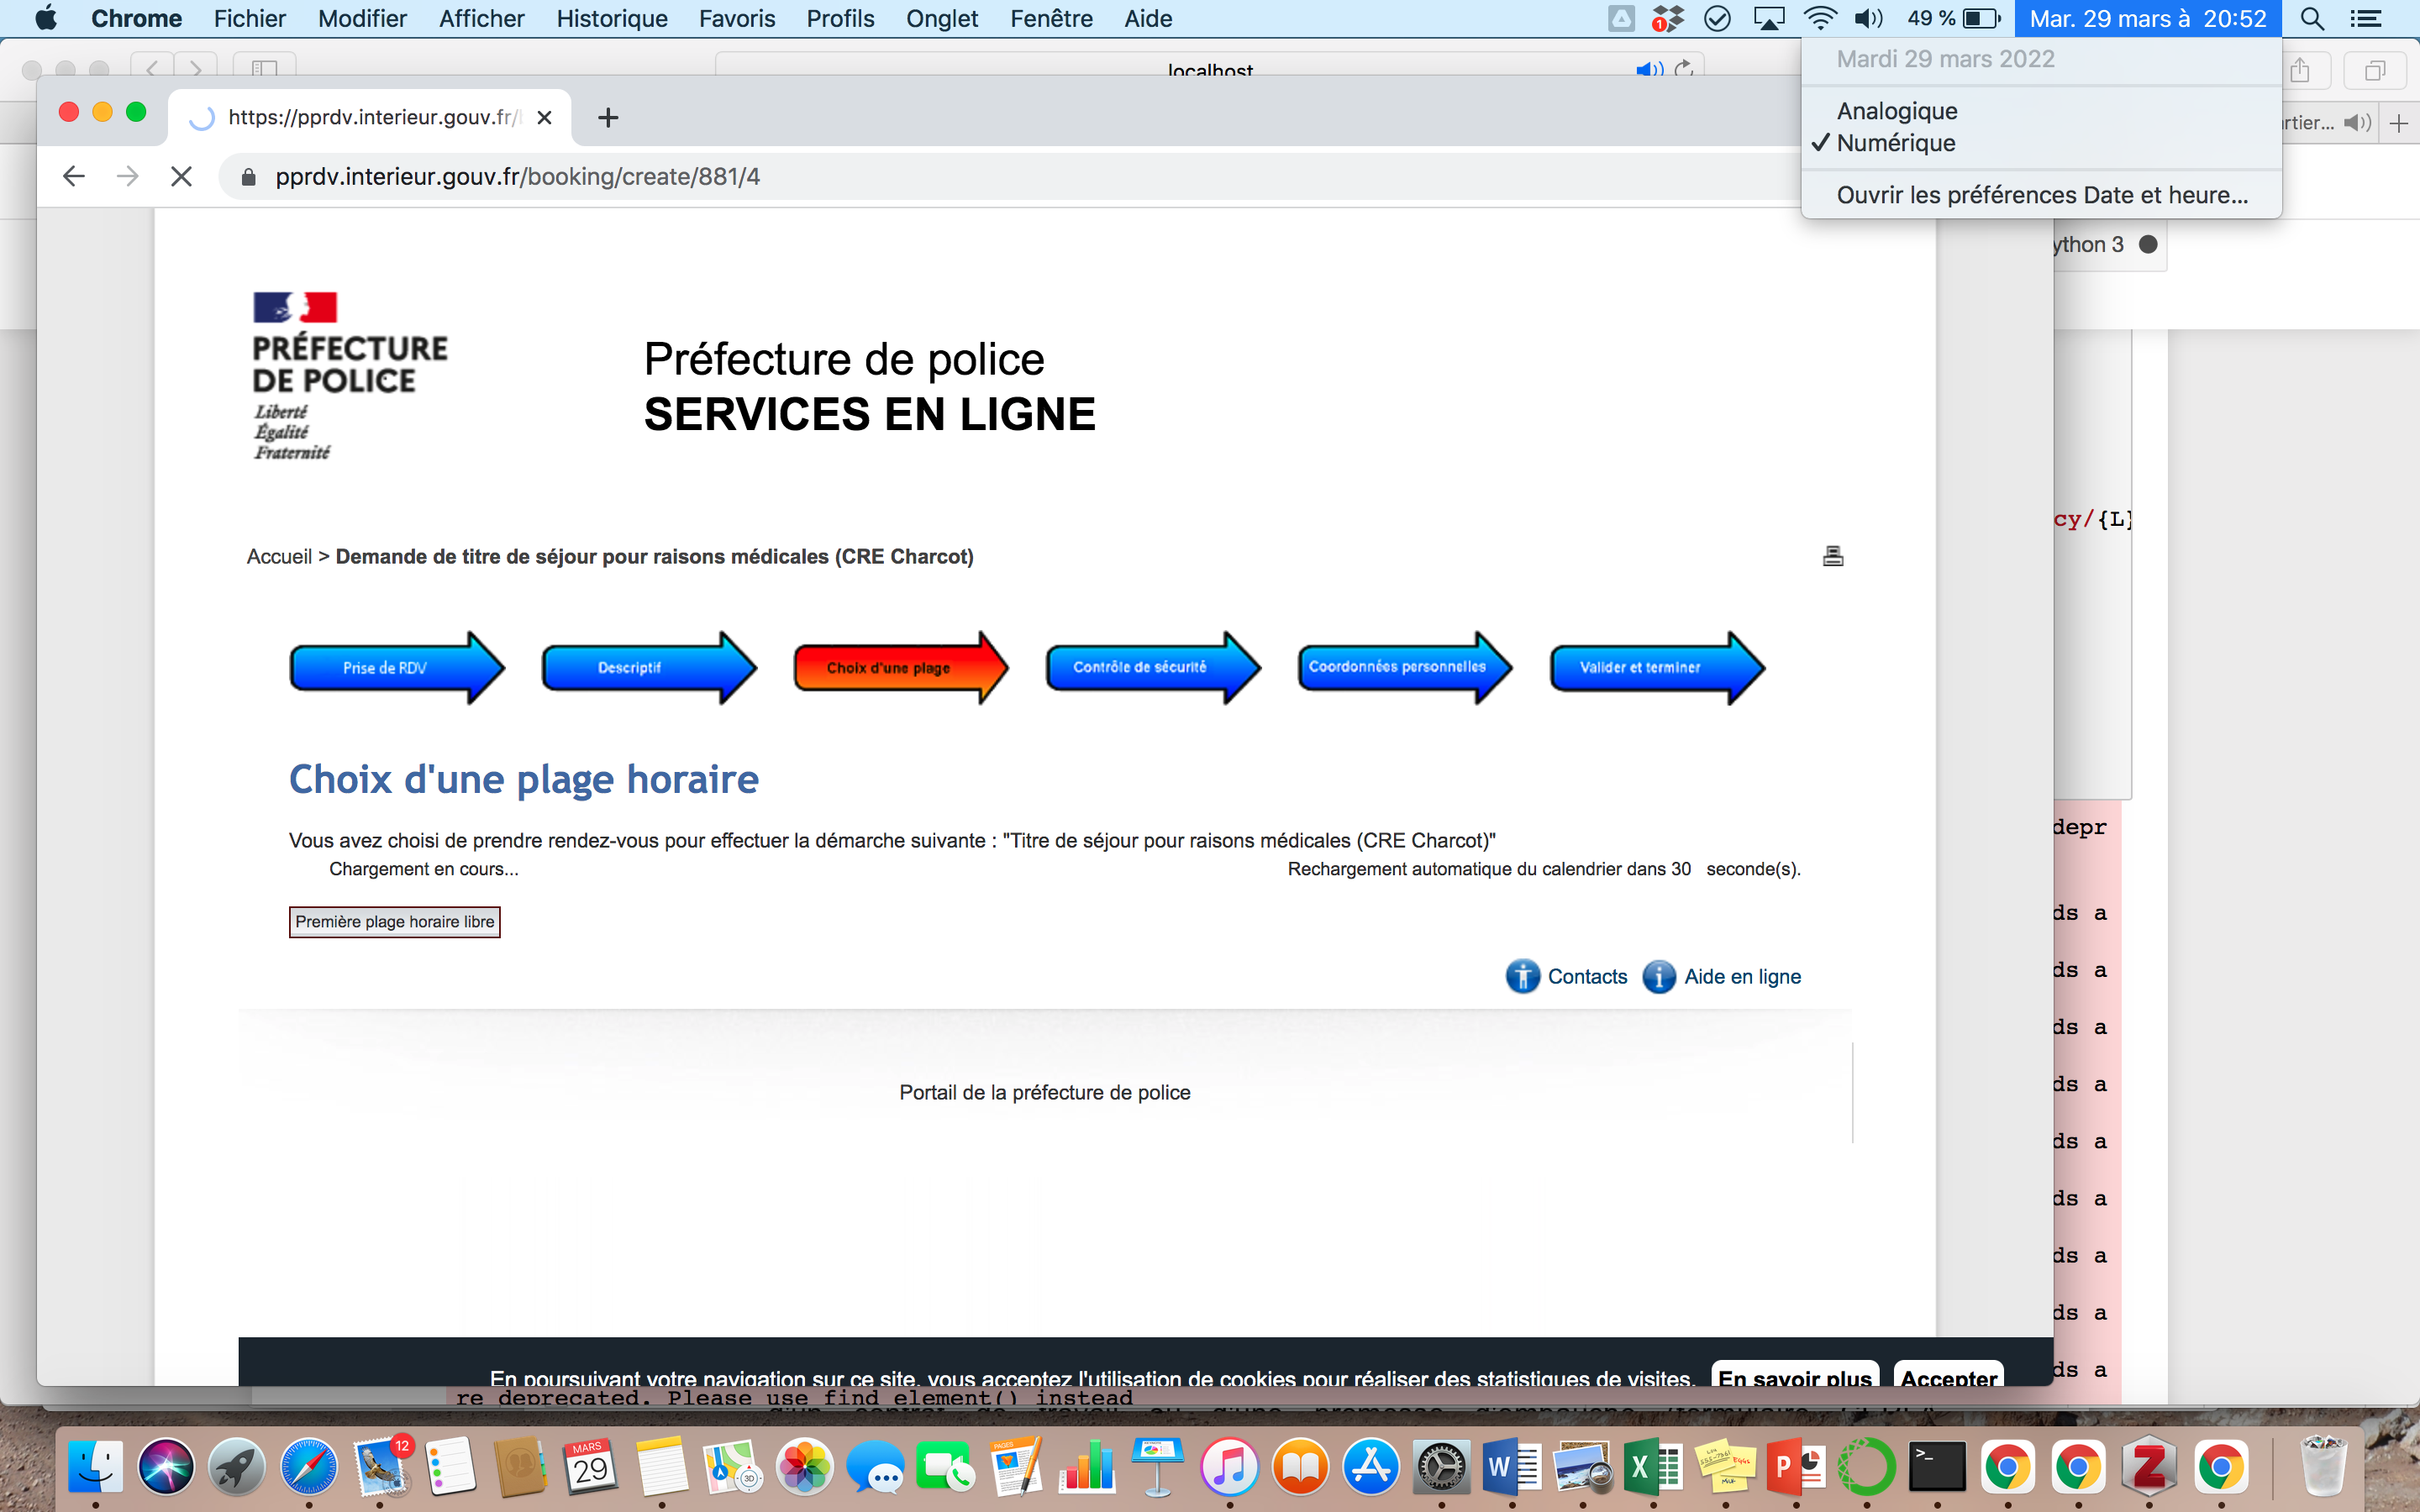 Chrome Fichier Modifier Afficher Historique Favoris Profils Onglet Fenêtre Aide 1 49 % Mar. 29 mars à 20:52
Mardi 29 mars 2022
Analogique
✓ Numérique
Ouvrir les préférences Date et heure...
localhost
https://pprdv.interieur.gouv.fr/
rtier...
pprdv.interieur.gouv.fr/booking/create/881/4
ython 3
PRÉFECTURE
DE POLICE
Liberté
Égalité
Fraternité
Préfecture de police
SERVICES EN LIGNE
cy/{L}
Accueil > Demande de titre de séjour pour raisons médicales (CRE Charcot)
Prise de RDV
Descriptif
Choix d'une plage
Contrôle de sécurité
Coordonnées personnelles
Valider et terminer
Choix d'une plage horaire
Vous avez choisi de prendre rendez-vous pour effectuer la démarche suivante : "Titre de séjour pour raisons médicales (CRE Charcot)"
Chargement en cours... Rechargement automatique du calendrier dans 30 seconde(s).
Première plage horaire libre
Contacts Aide en ligne
Portail de la préfecture de police
depr
ds a
ds a
ds a
ds a
ds a
ds a
ds a
ds a
ds a
En poursuivant votre navigation sur ce site, vous acceptez l'utilisation de cookies pour réaliser des statistiques de visites. En savoir plus Accepter
re deprecated. Please use find_element() instead
12
MARS
29
3D
PAGES
W
X
P
>_
Z